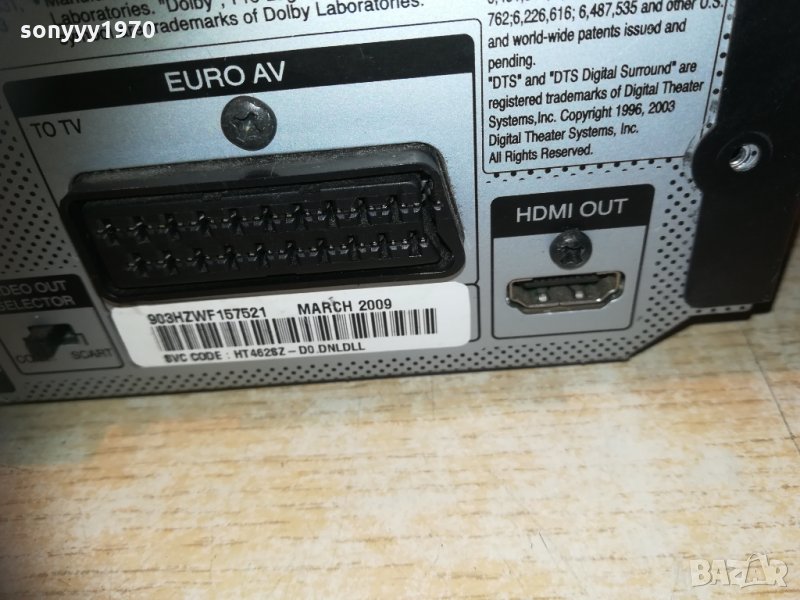 Laboratories. "Dolby",
trademarks of Dolby Laboratories.
sonyyy1970
762;6,226,616; 6,487,535 and other U.S.
and world-wide patents issued and
pending.
"DTS" and "DTS Digital Surround" are
registered trademarks of Digital Theater
Systems,Inc. Copyright 1996, 2003
Digital Theater Systems, Inc.
All Rights Reserved.
EURO AV
TO TV
HDMI OUT
DEO OUT
SELECTOR
CO
SCART
903HZWF157521 MARCH 2009
SVC CODE : HT462SZ-D0.DNLDLL
BAZAR